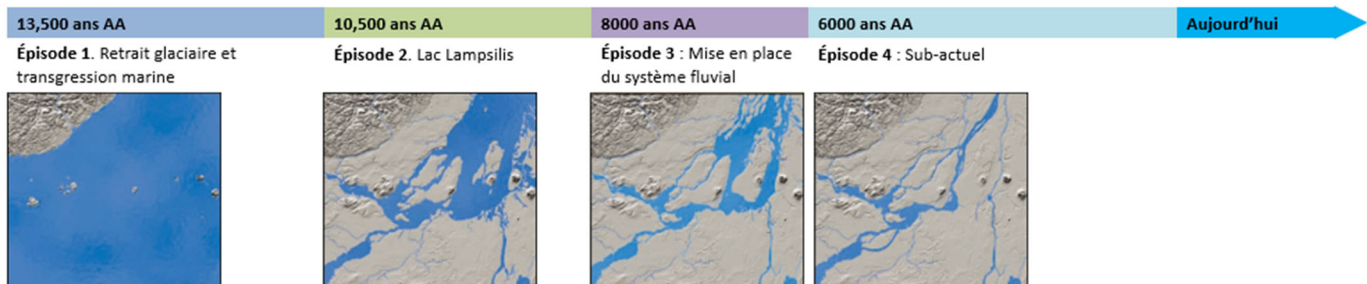 13,500 ans AA
10,500 ans AA
8000 ans AA
6000 ans AA
Aujourd’hui
Épisode 1. Retrait glaciaire et
transgression marine
Épisode 2. Lac Lampsilis
Épisode 3 : Mise en place
du système fluvial
Épisode 4 : Sub-actuel